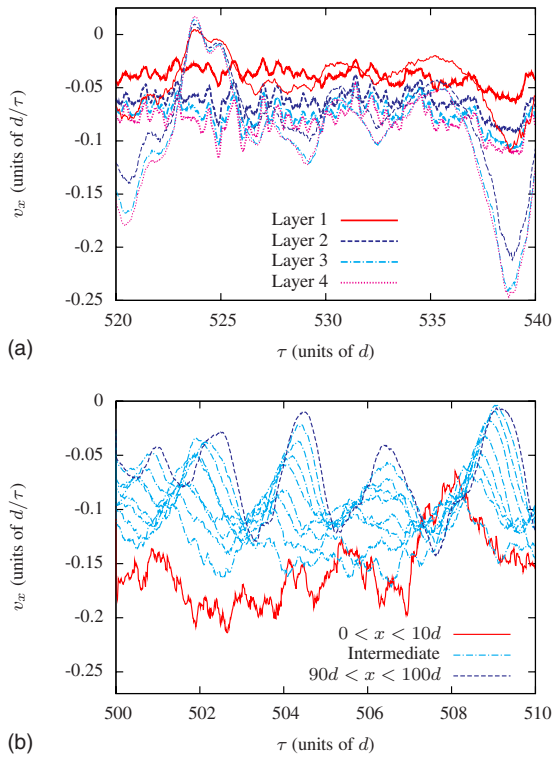 0
-0.05
-0.1
-0.15
-0.2
-0.25
v_x (units of d/τ)
Layer 1
Layer 2
Layer 3
Layer 4
520 525 530 535 540
τ (units of d)
(a)
0
-0.05
-0.1
-0.15
-0.2
-0.25
v_x (units of d/τ)
0 < x < 10d
Intermediate
90d < x < 100d
500 502 504 506 508 510
τ (units of d)
(b)